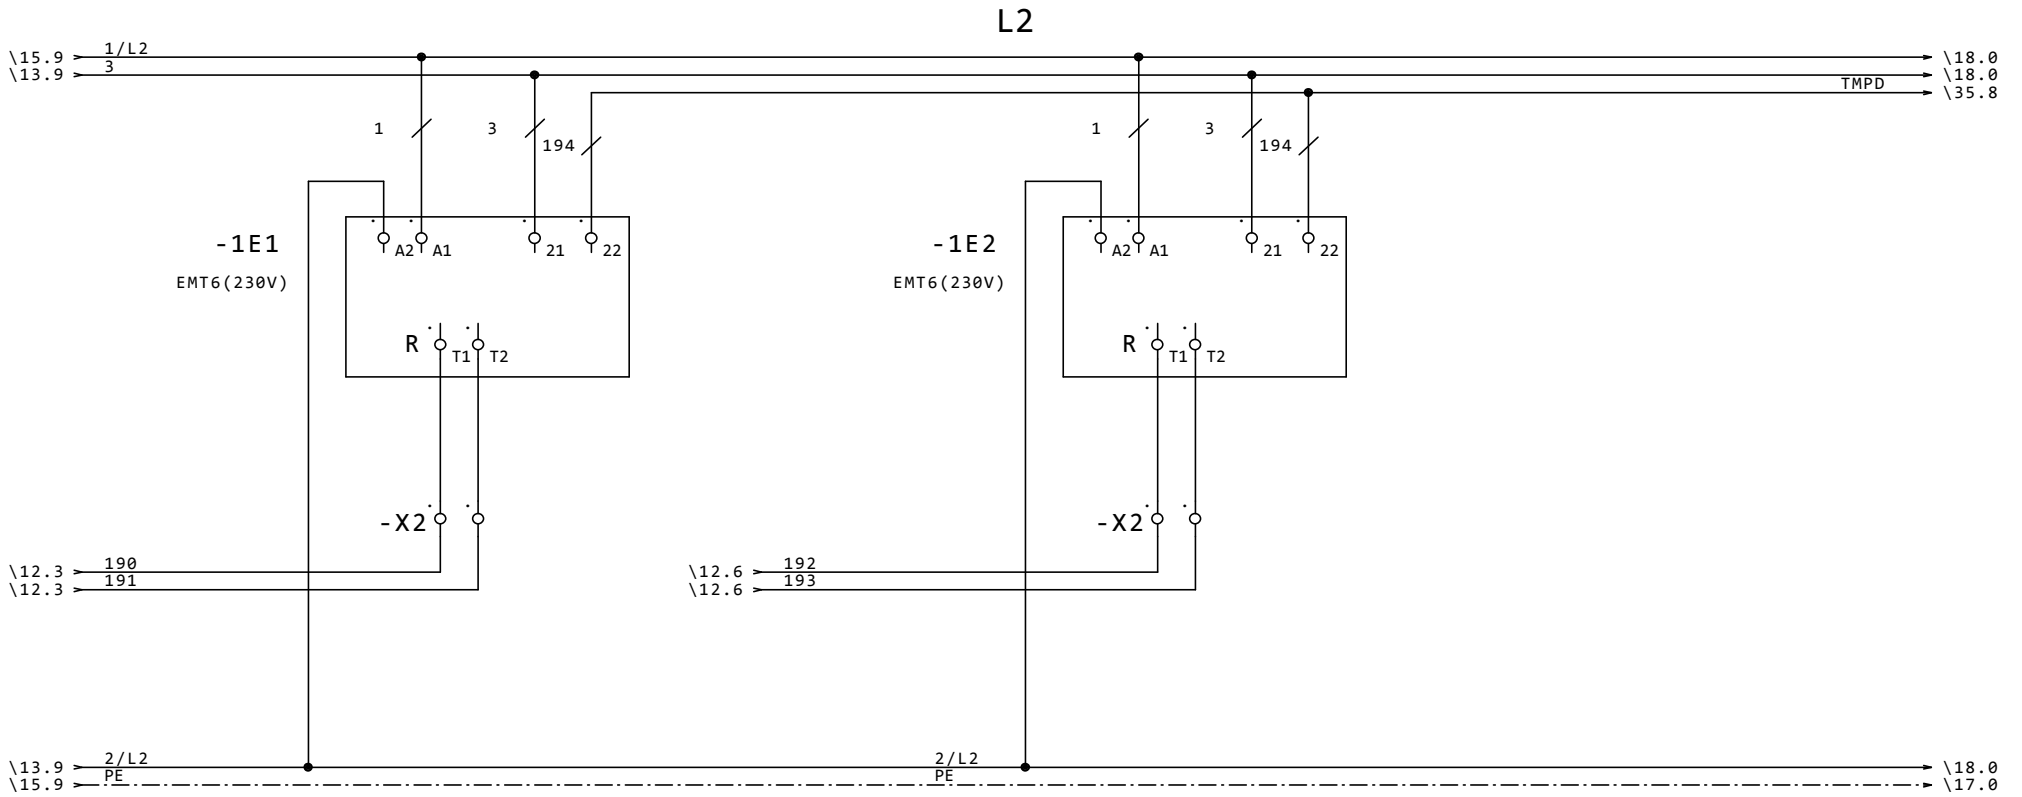 L2
\15.9 1/L2 \18.0
\13.9 3 \18.0
TMPD \35.8
1 3 194 1 3 194
-1E1 A2 A1 21 22 -1E2 A2 A1 21 22
EMT6(230V) EMT6(230V)
R T1 T2 R T1 T2
-X2 -X2
\12.3 190 \12.6 192
\12.3 191 \12.6 193
\13.9 2/L2 2/L2 \18.0
\15.9 PE PE \17.0